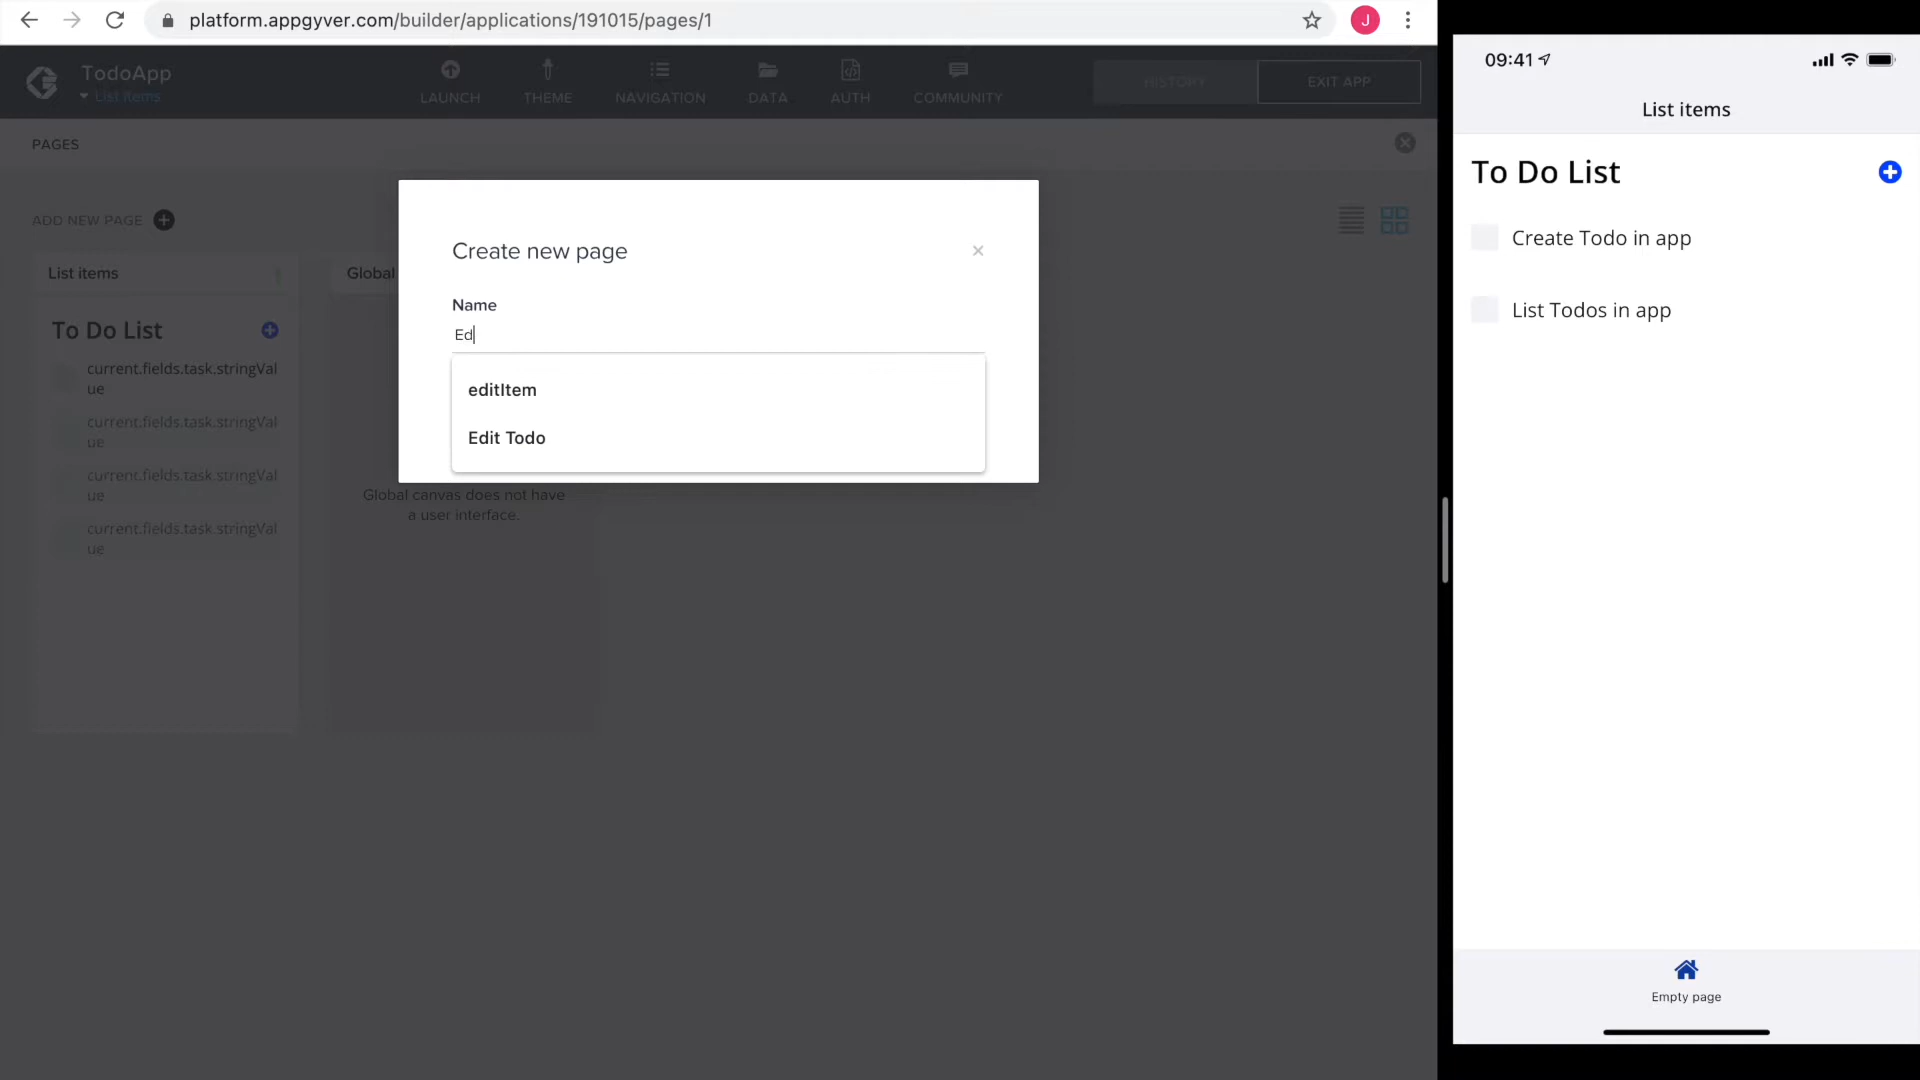 platform.appgyver.com/builder/applications/191015/pages/1
J
TodoApp
List items
LAUNCH
THEME
NAVIGATION
DATA
AUTH
COMMUNITY
HISTORY
EXIT APP
PAGES
ADD NEW PAGE
List items
To Do List
current.fields.task.stringVal
ue
current.fields.task.stringVal
ue
current.fields.task.stringVal
ue
current.fields.task.stringVal
ue
Global
Global canvas does not have
a user interface.
Create new page
Name
Ed
editItem
Edit Todo
09:41
List items
To Do List
Create Todo in app
List Todos in app
Empty page